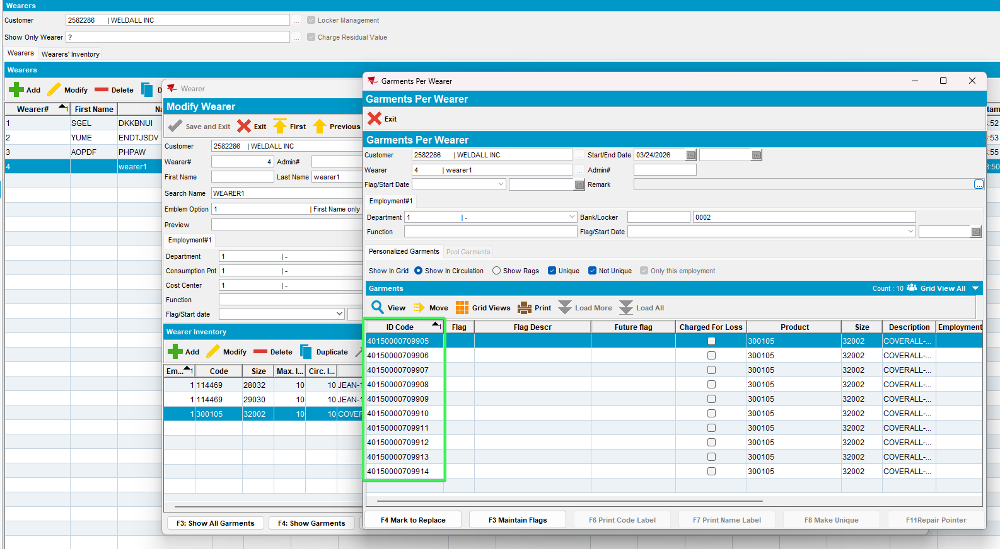 Wearers
Customer 2582286 | WELDALL INC ... Locker Management
Show Only Wearer ? ... Charge Residual Value
Wearers Wearers' Inventory
Wearers
Add Modify Delete
Wearer# 1 First Name
1 SGEL DKKBNUI
2 YUME ENDTJSDV
3 AOPDF PHPAW
4 wearer1
Wearer
Modify Wearer
Save and Exit Exit First Previous
Customer 2582286 | WELDALL INC
Wearer# 4 Admin#
First Name Last Name wearer1
Search Name WEARER1
Emblem Option 1 | First Name only
Preview
Employment#1
Department 1 | -
Consumption Pnt 1 | -
Cost Center 1 | -
Function
Flag/Start date
Wearer Inventory
Add Modify Delete Duplicate
Em... 1 Code Size Max. I... Circ. I...
1 114469 28032 10 10 JEAN-1
1 114469 29030 10 10 JEAN-1
1 300105 32002 10 10 COVER
F3: Show All Garments F4: Show Garments
Garments Per Wearer
Garments Per Wearer
Exit
Garments Per Wearer
Customer 2582286 | WELDALL INC ... Start/End Date 03/24/2026 16 16
Wearer 4 | wearer1 ... Admin#
Flag/Start Date 16 Remark ...
Employment#1
Department 1 | - Bank/Locker 0002
Function Flag/Start Date 16
Personalized Garments Pool Garments
Show In Grid Show In Circulation Show Rags Unique Not Unique Only this employment
Garments Count : 10 Grid View All
View Move Grid Views Print Load More Load All
ID Code 1 Flag Flag Descr Future flag Charged For Loss Product Size Description Employment
40150000709905 300105 32002 COVERALL-...
40150000709906 300105 32002 COVERALL-...
40150000709907 300105 32002 COVERALL-...
40150000709908 300105 32002 COVERALL-...
40150000709909 300105 32002 COVERALL-...
40150000709910 300105 32002 COVERALL-...
40150000709911 300105 32002 COVERALL-...
40150000709912 300105 32002 COVERALL-...
40150000709913 300105 32002 COVERALL-...
40150000709914 300105 32002 COVERALL-...
F4 Mark to Replace F3 Maintain Flags F6 Print Code Label F7 Print Name Label F8 Make Unique F11Repair Pointer